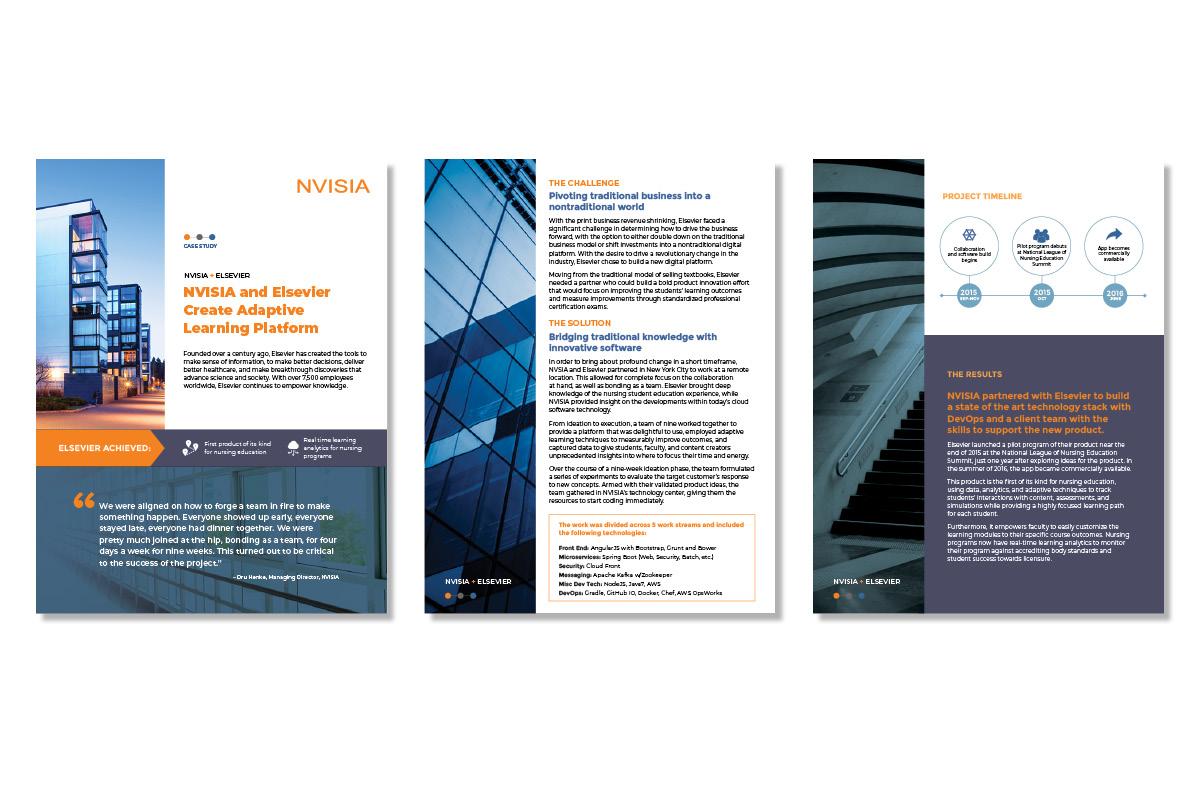 NVISIA
CASE STUDY
NVISIA + ELSEVIER
NVISIA and Elsevier
Create Adaptive
Learning Platform
Founded over a century ago, Elsevier has created the tools to
make sense of information, to make better decisions, deliver
better healthcare, and make breakthrough discoveries that
advance science and society. With over 7,500 employees
worldwide, Elsevier continues to empower knowledge.
ELSEVIER ACHIEVED:
First product of its kind
for nursing education
Real time learning
analytics for nursing
programs
“ We were aligned on how to forge a team in fire to make
something happen. Everyone showed up early, everyone
stayed late, everyone had dinner together. We were
pretty much joined at the hip, bonding as a team, for four
days a week for nine weeks. This turned out to be critical
to the success of the project.”
– Dru Henke, Managing Director, NVISIA
THE CHALLENGE
Pivoting traditional business into a
nontraditional world
With the print business revenue shrinking, Elsevier faced a
significant challenge in determining how to drive the business
forward, with the option to either double down on the traditional
business model or shift investments into a nontraditional digital
platform. With the desire to drive a revolutionary change in the
industry, Elsevier chose to build a new digital platform.
Moving from the traditional model of selling textbooks, Elsevier
needed a partner who could build a bold product innovation effort
that would focus on improving the students' learning outcomes
and measure improvements through standardized professional
certification exams.
THE SOLUTION
Bridging traditional knowledge with
innovative software
In order to bring about profound change in a short timeframe,
NVSIA and Elsevier partnered in New York City to work at a remote
location. This allowed for complete focus on the collaboration
at hand, as well as bonding as a team. Elsevier brought deep
knowledge of the nursing student education experience, while
NVISIA provided insight on the developments within today's cloud
software technology.
From ideation to execution, a team of nine worked together to
provide a platform that was delightful to use, employed adaptive
learning techniques to measurably improve outcomes, and
captured data to give students, faculty, and content creators
unprecedented insights into where to focus their time and energy.
Over the course of a nine-week ideation phase, the team formulated
a series of experiments to evaluate the target customer's response
to new concepts. Armed with their validated product ideas, the
team gathered in NVISIA's technology center, giving them the
resources to start coding immediately.
The work was divided across 5 work streams and included
the following technologies:
Front End: AngularJS with Bootstrap, Grunt and Bower
Microservices: Spring Boot (Web, Security, Batch, etc.)
Security: Cloud Front
Messaging: Apache Kafka w/Zookeeper
Misc Dev Tech: NodeJS, Java7, AWS
DevOps: Gradle, GitHub IO, Docker, Chef, AWS OpsWorks
NVISIA + ELSEVIER
PROJECT TIMELINE
Collaboration
and software build
begins
Pilot program debuts
at National League of
Nursing Education
Summit
App becomes
commercially
available
2015
SEP-NOV
2015
OCT
2016
JUNE
THE RESULTS
NVISIA partnered with Elsevier to build
a state of the art technology stack with
DevOps and a client team with the
skills to support the new product.
Elsevier launched a pilot program of their product near the
end of 2015 at the National League of Nursing Education
Summit, just one year after exploring ideas for the product. In
the summer of 2016, the app became commercially available.
This product is the first of its kind for nursing education,
using data, analytics, and adaptive techniques to track
students' interactions with content, assessments, and
simulations while providing a highly focused learning path
for each student.
Furthermore, it empowers faculty to easily customize the
learning modules to their specific course outcomes. Nursing
programs now have real-time learning analytics to monitor
their program against accrediting body standards and
student success towards licensure.
NVISIA + ELSEVIER